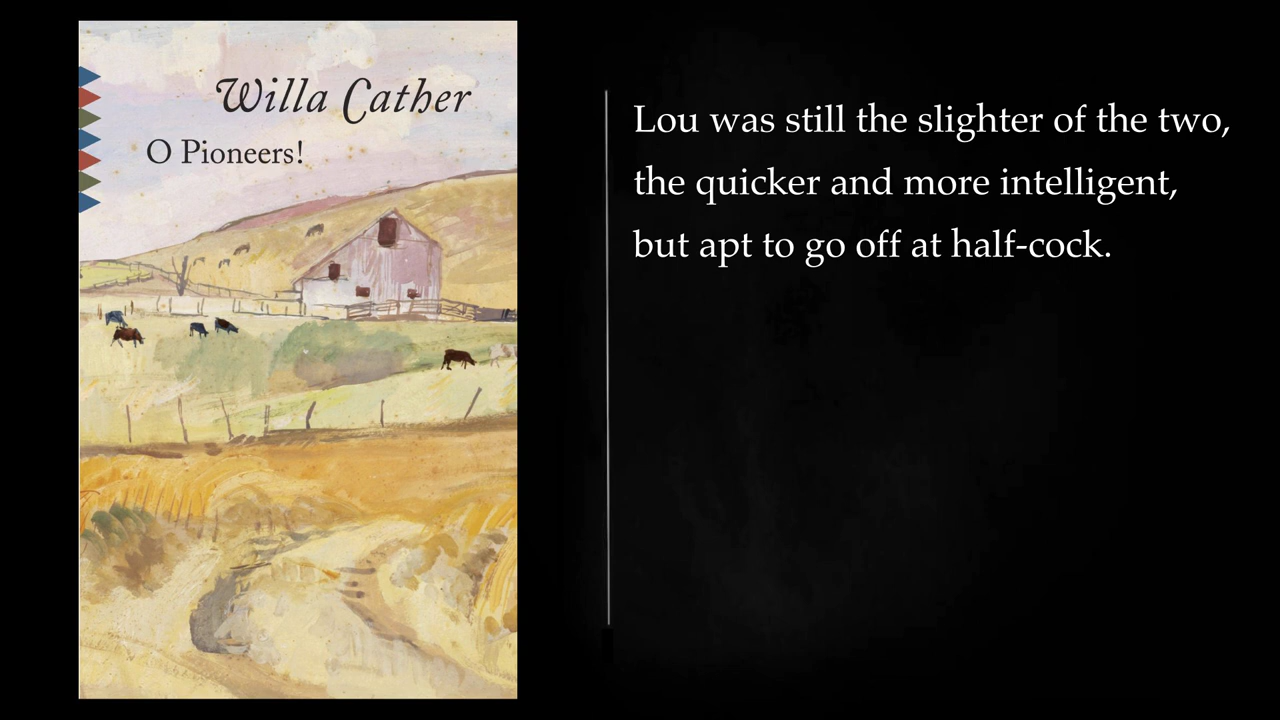 Willa Cather
O Pioneers!
Lou was still the slighter of the two,
the quicker and more intelligent,
but apt to go off at half-cock.